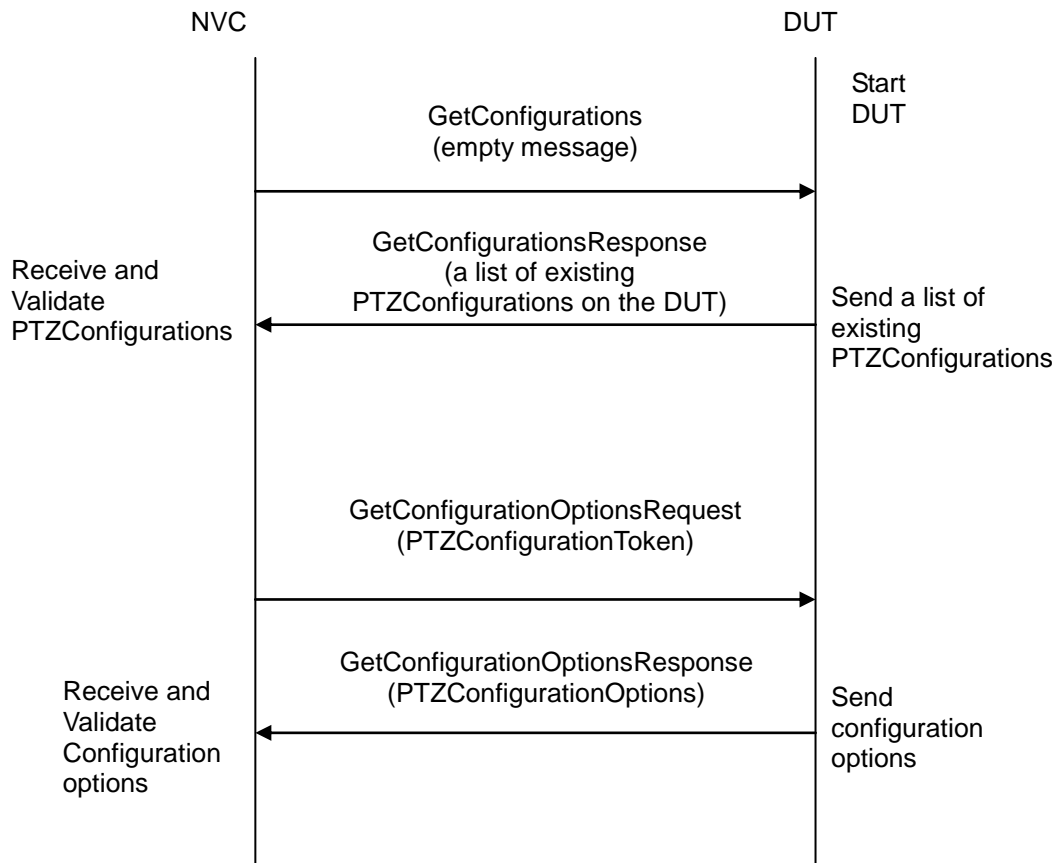 NVC
DUT
Start
DUT
GetConfigurations
(empty message)
GetConfigurationsResponse
(a list of existing
PTZConfigurations on the DUT)
Receive and
Validate
PTZConfigurations
Send a list of
existing
PTZConfigurations
GetConfigurationOptionsRequest
(PTZConfigurationToken)
GetConfigurationOptionsResponse
(PTZConfigurationOptions)
Receive and
Validate
Configuration
options
Send
configuration
options